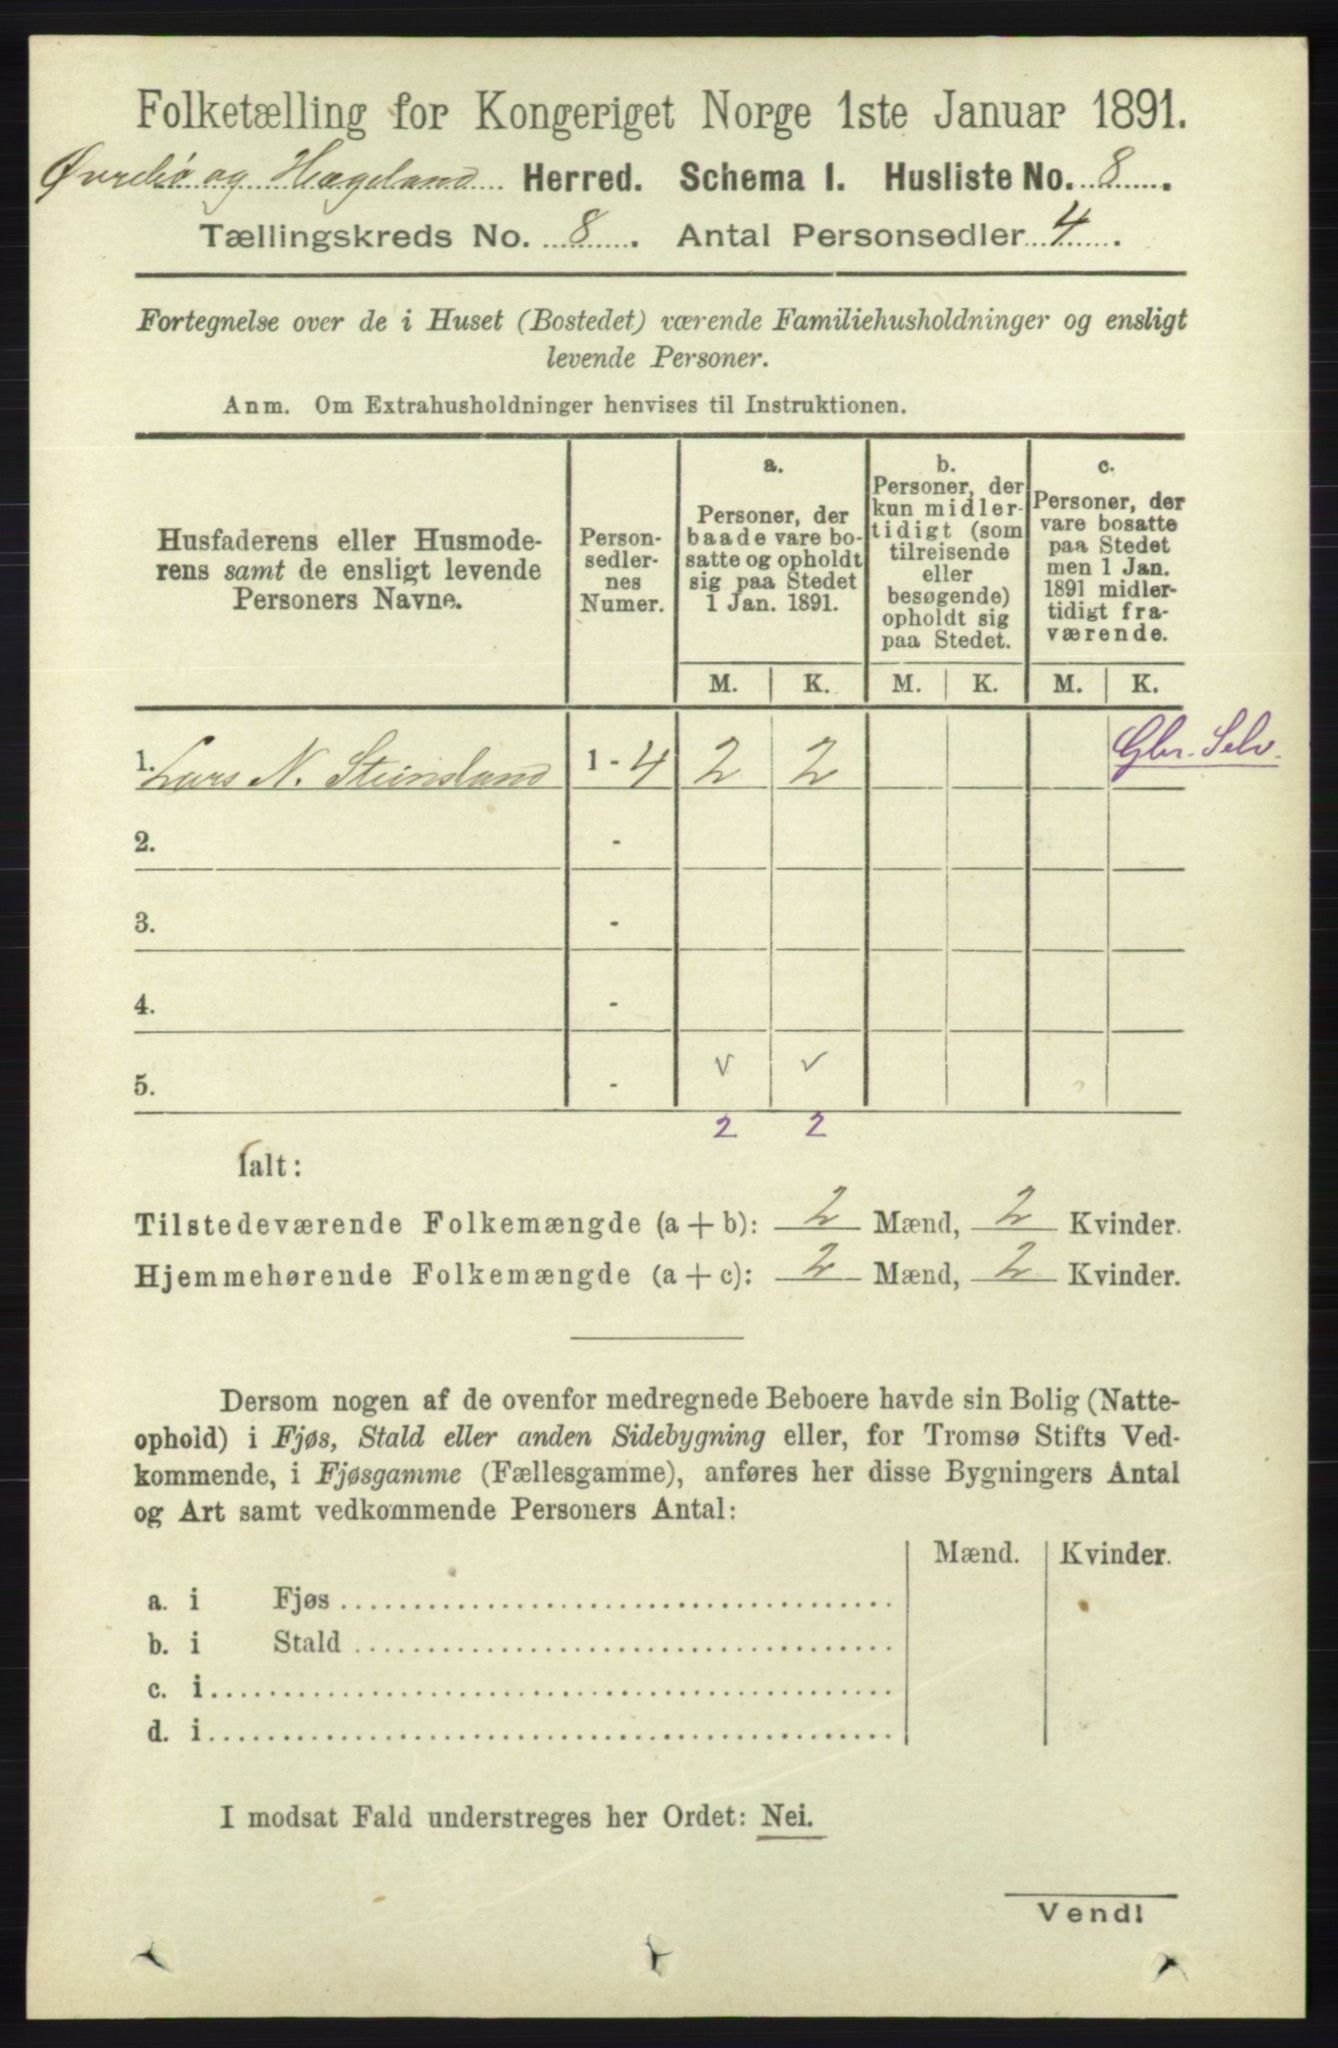 Folketælling for Kongeriget Norge 1ste Januar 1891.
Øvrebø og Hægeland Herred. Schema I. Husliste No. 8.
Tællingskreds No. 8. Antal Personsedler 4.
Fortegnelse over de i Huset (Bostedet) værende Familiehusholdninger og ensligt
levende Personer.
Anm. Om Extrahusholdninger henvises til Instruktionen.
Husfaderens eller Husmode-
rens samt de ensligt levende
Personers Navne.
Person-
sedler-
nes
Numer.
a.
Personer, der
baade vare bo-
satte og opholdt
sig paa Stedet
1 Jan. 1891.
b.
Personer, der
kun midler-
tidigt (som
tilreisende
eller
besøgende)
opholdt sig
paa Stedet.
c.
Personer, der
vare bosatte
paa Stedet
men 1 Jan.
1891 midler-
tidigt fra-
værende.
M. K. M. K. M. K.
1. Lars N. Steinsland 1 - 4 2 2 Gbr. Selv.
2. -
3. -
4. -
5. - v ✓
2 2
Ialt:
Tilstedeværende Folkemængde (a + b): 2 Mænd, 2 Kvinder.
Hjemmehørende Folkemængde (a + c): 2 Mænd, 2 Kvinder.
Dersom nogen af de ovenfor medregnede Beboere havde sin Bolig (Natte-
ophold) i Fjøs, Stald eller anden Sidebygning eller, for Tromsø Stifts Ved-
kommende, i Fjøsgamme (Fællesgamme), anføres her disse Bygningers Antal
og Art samt vedkommende Personers Antal:
Mænd. Kvinder.
a. i Fjøs
b. i Stald
c. i
d. i
I modsat Fald understreges her Ordet: Nei.
Vend!